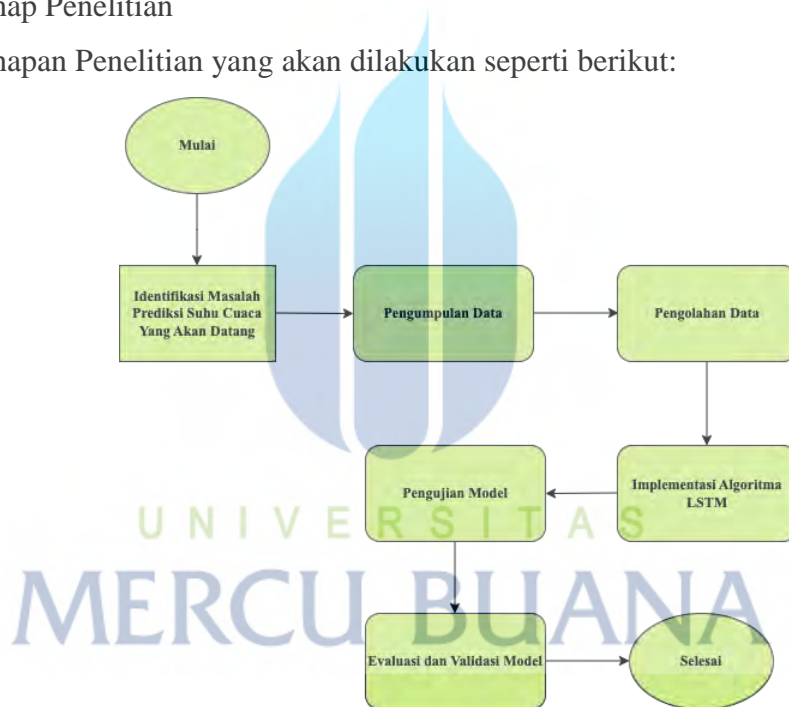 hap Penelitian
hapan Penelitian yang akan dilakukan seperti berikut:
Mulai
Identifikasi Masalah
Prediksi Suhu Cuaca
Yang Akan Datang
Pengumpulan Data
Pengolahan Data
Implementasi Algoritma
LSTM
Pengujian Model
UNIVERSITAS
MERCU BUANA
Evaluasi dan Validasi Model
Selesai